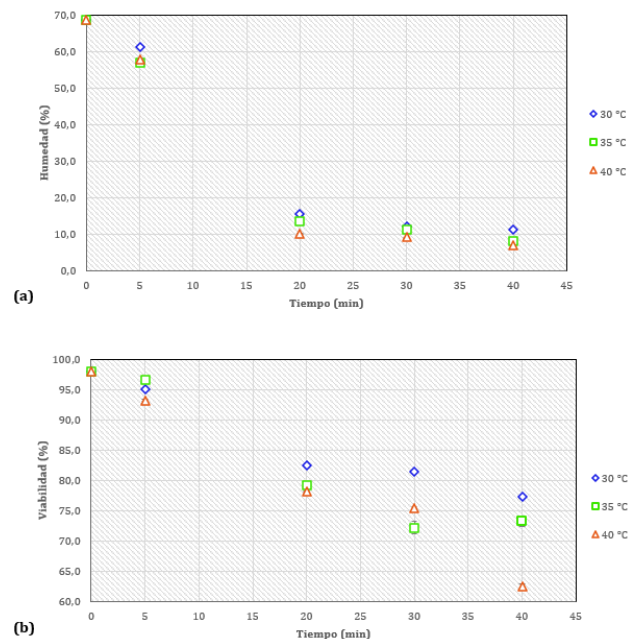 70,0
60,0
50,0
40,0
30,0
20,0
10,0
0,0
Humedad (%)
0 5 10 15 20 25 30 35 40 45
Tiempo (min)
30 °C
35 °C
40 °C
(a)
100,0
95,0
90,0
85,0
80,0
75,0
70,0
65,0
60,0
Viabilidad (%)
0 5 10 15 20 25 30 35 40 45
Tiempo (min)
30 °C
35 °C
40 °C
(b)